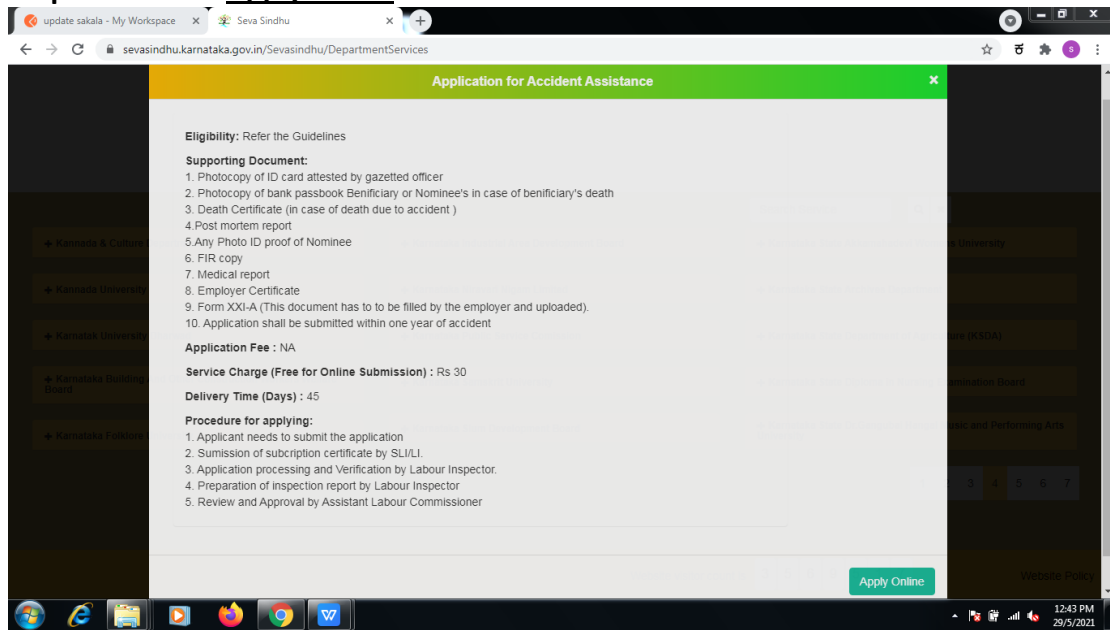 update sakala - My Workspace
Seva Sindhu
sevasindhu.karnataka.gov.in/Sevasindhu/DepartmentServices
ठ
s
Application for Accident Assistance
Eligibility: Refer the Guidelines
Supporting Document:
1. Photocopy of ID card attested by gazetted officer
2. Photocopy of bank passbook Benificiary or Nominee's in case of benificiary's death
3. Death Certificate (in case of death due to accident )
4.Post mortem report
5.Any Photo ID proof of Nominee
6. FIR copy
7. Medical report
8. Employer Certificate
9. Form XXI-A (This document has to to be filled by the employer and uploaded).
10. Application shall be submitted within one year of accident
Application Fee : NA
Service Charge (Free for Online Submission) : Rs 30
Delivery Time (Days) : 45
Procedure for applying:
1. Applicant needs to submit the application
2. Sumission of subcription certificate by SLI/LI.
3. Application processing and Verification by Labour Inspector.
4. Preparation of inspection report by Labour Inspector
5. Review and Approval by Assistant Labour Commissioner
Kannada & Culture
University
Kannada University
Karnatak University
(KSDA)
Karnataka Building
Board
amination Board
Karnataka Folklore
usic and Performing Arts
3 4 5 6 7
Apply Online
Website Policy
12:43 PM
29/5/2021